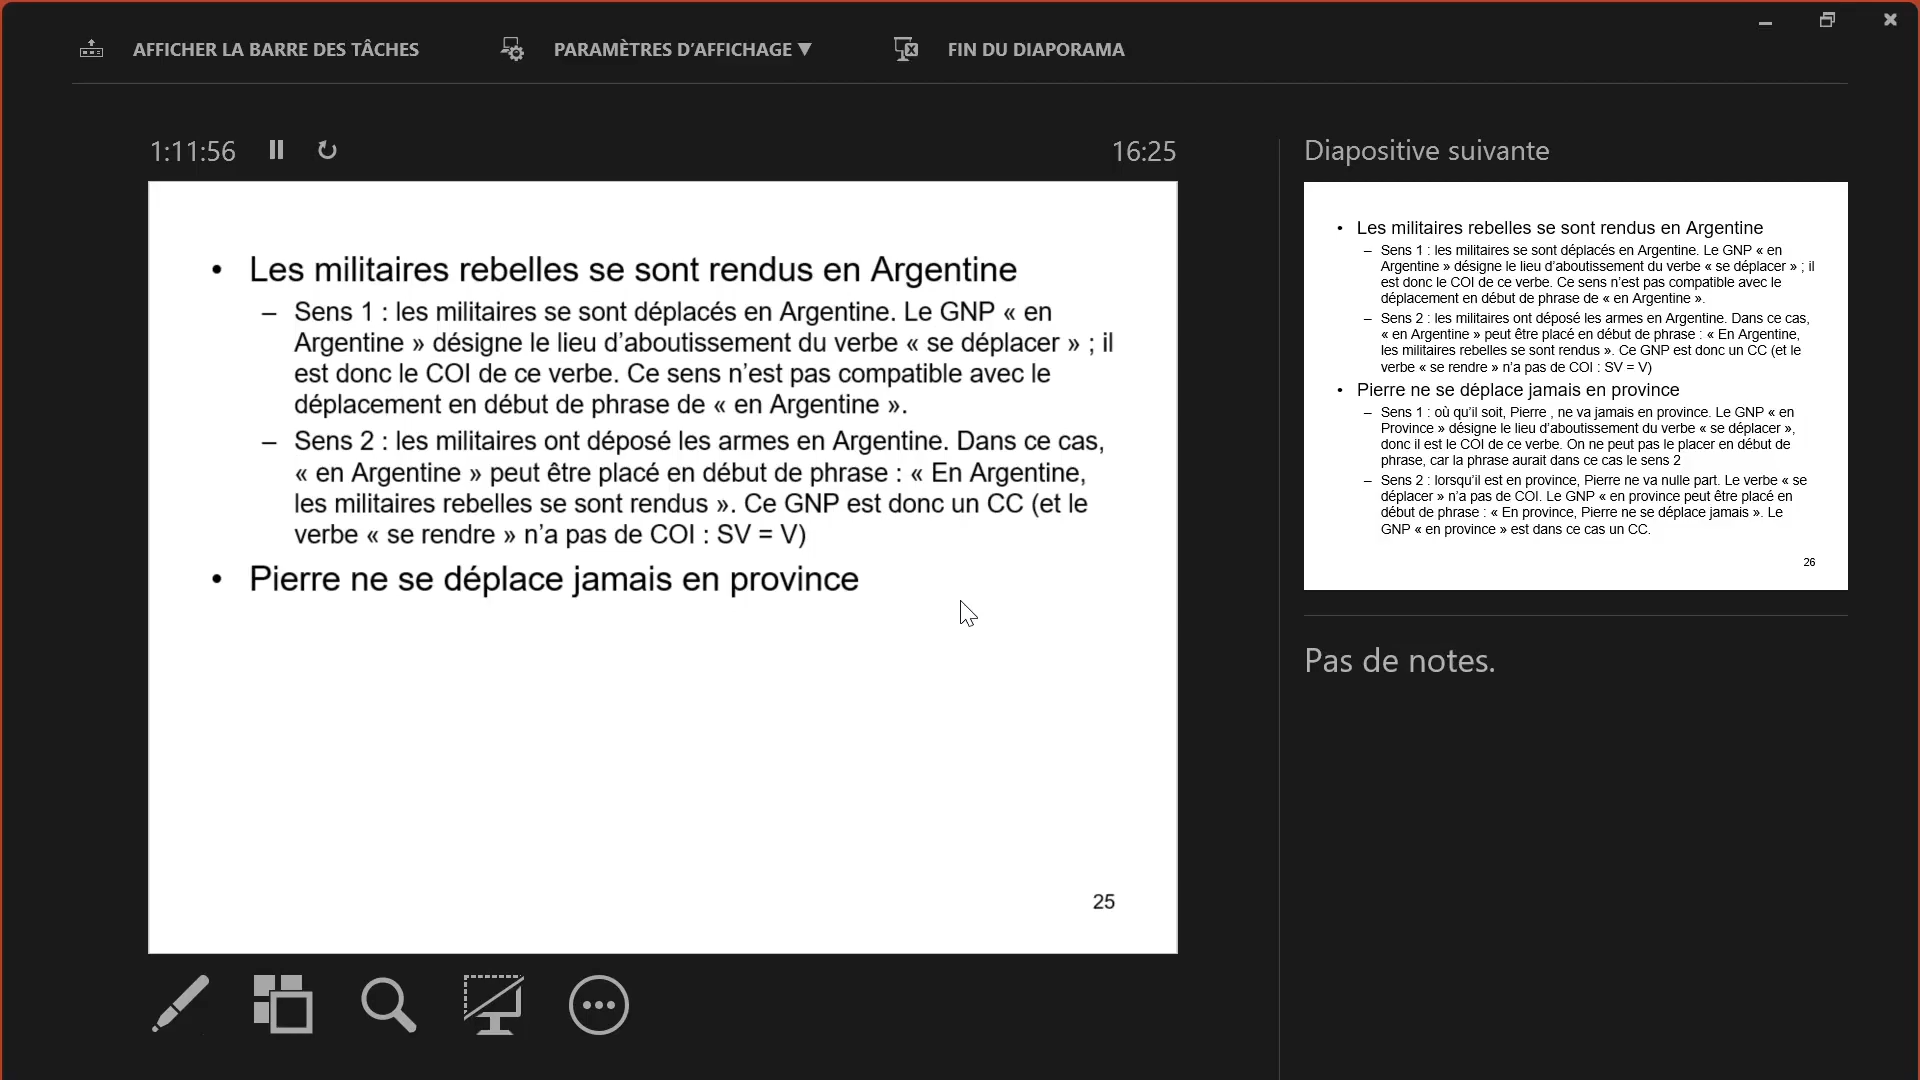 AFFICHER LA BARRE DES TÂCHES
PARAMÈTRES D’AFFICHAGE ▼
FIN DU DIAPORAMA
1:11:56
16:25
• Les militaires rebelles se sont rendus en Argentine
– Sens 1 : les militaires se sont déplacés en Argentine. Le GNP « en
Argentine » désigne le lieu d’aboutissement du verbe « se déplacer » ; il
est donc le COI de ce verbe. Ce sens n’est pas compatible avec le
déplacement en début de phrase de « en Argentine ».
– Sens 2 : les militaires ont déposé les armes en Argentine. Dans ce cas,
« en Argentine » peut être placé en début de phrase : « En Argentine,
les militaires rebelles se sont rendus ». Ce GNP est donc un CC (et le
verbe « se rendre » n’a pas de COI : SV = V)
• Pierre ne se déplace jamais en province
25
Diapositive suivante
• Les militaires rebelles se sont rendus en Argentine
– Sens 1 : les militaires se sont déplacés en Argentine. Le GNP « en
Argentine » désigne le lieu d’aboutissement du verbe « se déplacer » ; il
est donc le COI de ce verbe. Ce sens n’est pas compatible avec le
déplacement en début de phrase de « en Argentine ».
– Sens 2 : les militaires ont déposé les armes en Argentine. Dans ce cas,
« en Argentine » peut être placé en début de phrase : « En Argentine,
les militaires rebelles se sont rendus ». Ce GNP est donc un CC (et le
verbe « se rendre » n’a pas de COI : SV = V)
• Pierre ne se déplace jamais en province
– Sens 1 : où qu’il soit, Pierre , ne va jamais en province. Le GNP « en
Province » désigne le lieu d’aboutissement du verbe « se déplacer »,
donc il est le COI de ce verbe. On ne peut pas le placer en début de
phrase, car la phrase aurait dans ce cas le sens 2
– Sens 2 : lorsqu’il est en province, Pierre ne va nulle part. Le verbe « se
déplacer » n’a pas de COI. Le GNP « en province peut être placé en
début de phrase : « En province, Pierre ne se déplace jamais ». Le
GNP « en province » est dans ce cas un CC.
26
Pas de notes.